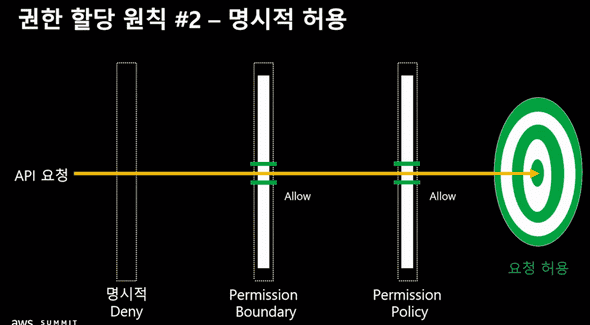 권한 할당 원칙 #2 – 명시적 허용
API 요청
Allow
Allow
요청 허용
명시적
Deny
Permission
Boundary
Permission
Policy
aws SUMMIT